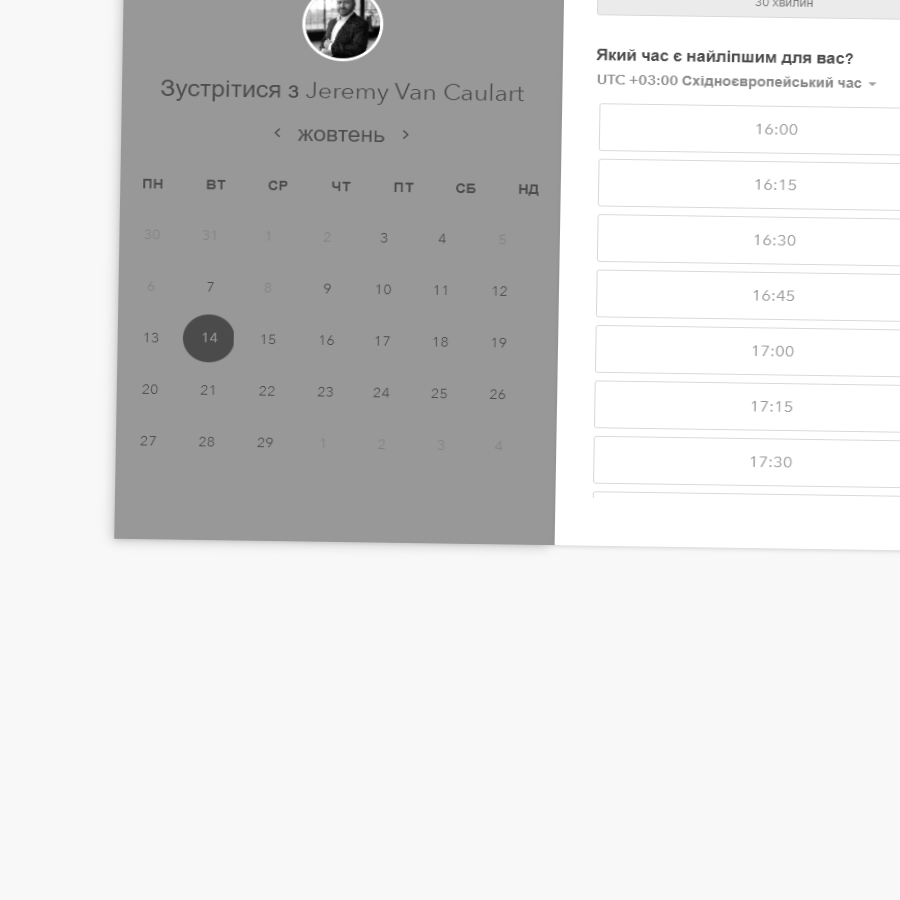 Зустрітися з Jeremy Van Caulart
< жовтень >
ПН ВТ СР ЧТ ПТ СБ НД
30 31 1 2 3 4 5
6 7 8 9 10 11 12
13 14 15 16 17 18 19
20 21 22 23 24 25 26
27 28 29 1 2 3 4
30 хвилин
Який час є найліпшим для вас?
UTC +03:00 Східноєвропейський час
16:00
16:15
16:30
16:45
17:00
17:15
17:30